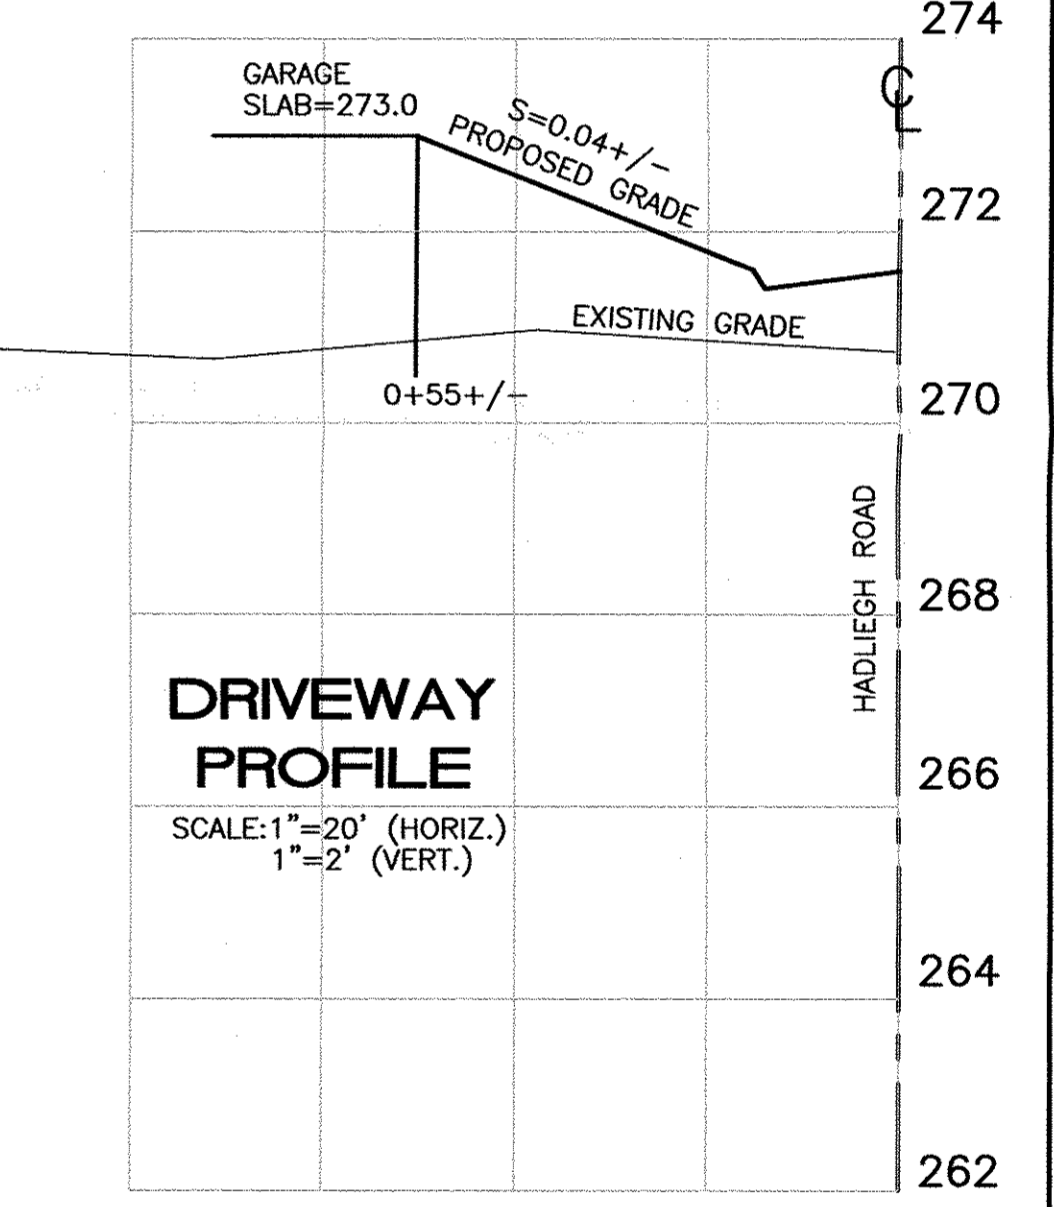 274
GARAGE
SLAB=273.0
S=0.04+/-
PROPOSED GRADE
CL
272
EXISTING GRADE
0+55+/-
270
HADLIEGH ROAD
268
DRIVEWAY
PROFILE
266
SCALE:1"=20' (HORIZ.)
1"=2' (VERT.)
264
262